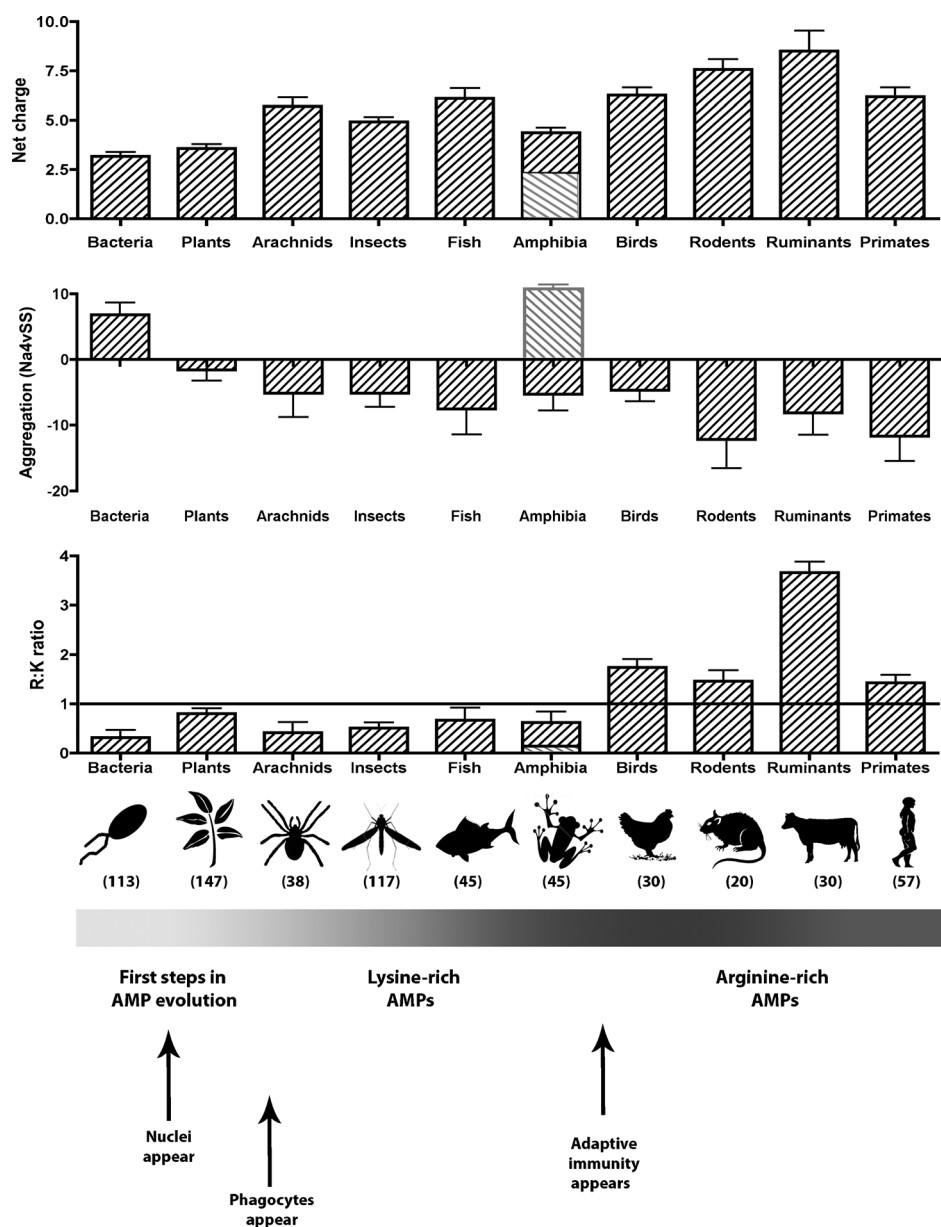 10.0
7.5
5.0
2.5
0.0
Net charge
Bacteria Plants Arachnids Insects Fish Amphibia Birds Rodents Ruminants Primates
10
0
-10
-20
Aggregation (Na4vSS)
Bacteria Plants Arachnids Insects Fish Amphibia Birds Rodents Ruminants Primates
4
3
2
1
0
R:K ratio
Bacteria Plants Arachnids Insects Fish Amphibia Birds Rodents Ruminants Primates
(113) (147) (38) (117) (45) (45) (30) (20) (30) (57)
First steps in
AMP evolution
Lysine-rich
AMPs
Arginine-rich
AMPs
Nuclei
appear
Phagocytes
appear
Adaptive
immunity
appears